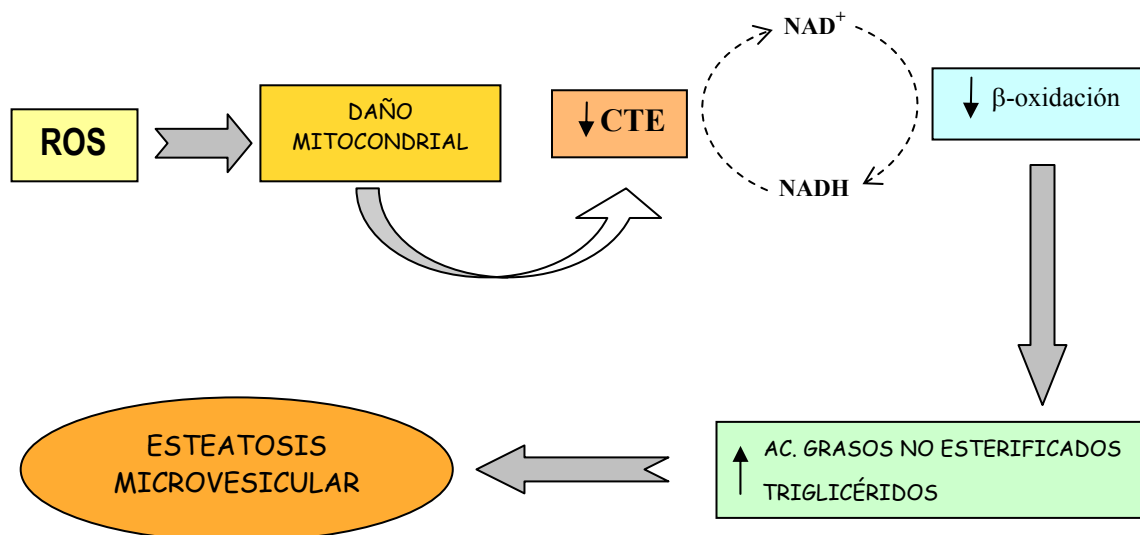 ROS
DAÑO
MITOCONDRIAL
↓ CTE
NAD+
NADH
↓ β-oxidación
↑ AC. GRASOS NO ESTERIFICADOS
TRIGLICÉRIDOS
ESTEATOSIS
MICROVESICULAR